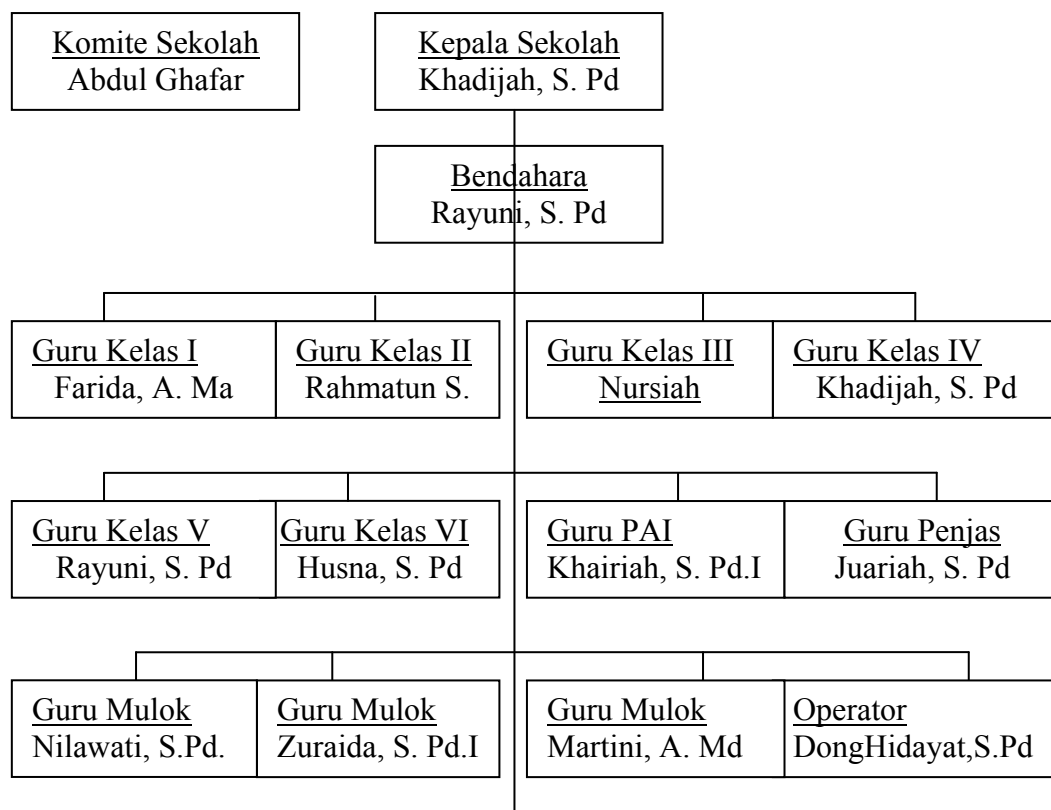 Komite Sekolah
Abdul Ghafar
Kepala Sekolah
Khadijah, S. Pd
Bendahara
Rayuni, S. Pd
Guru Kelas I
Farida, A. Ma
Guru Kelas II
Rahmatun S.
Guru Kelas III
Nursiah
Guru Kelas IV
Khadijah, S. Pd
Guru Kelas V
Rayuni, S. Pd
Guru Kelas VI
Husna, S. Pd
Guru PAI
Khairiah, S. Pd.I
Guru Penjas
Juariah, S. Pd
Guru Mulok
Nilawati, S.Pd.
Guru Mulok
Zuraida, S. Pd.I
Guru Mulok
Martini, A. Md
Operator
DongHidayat,S.Pd